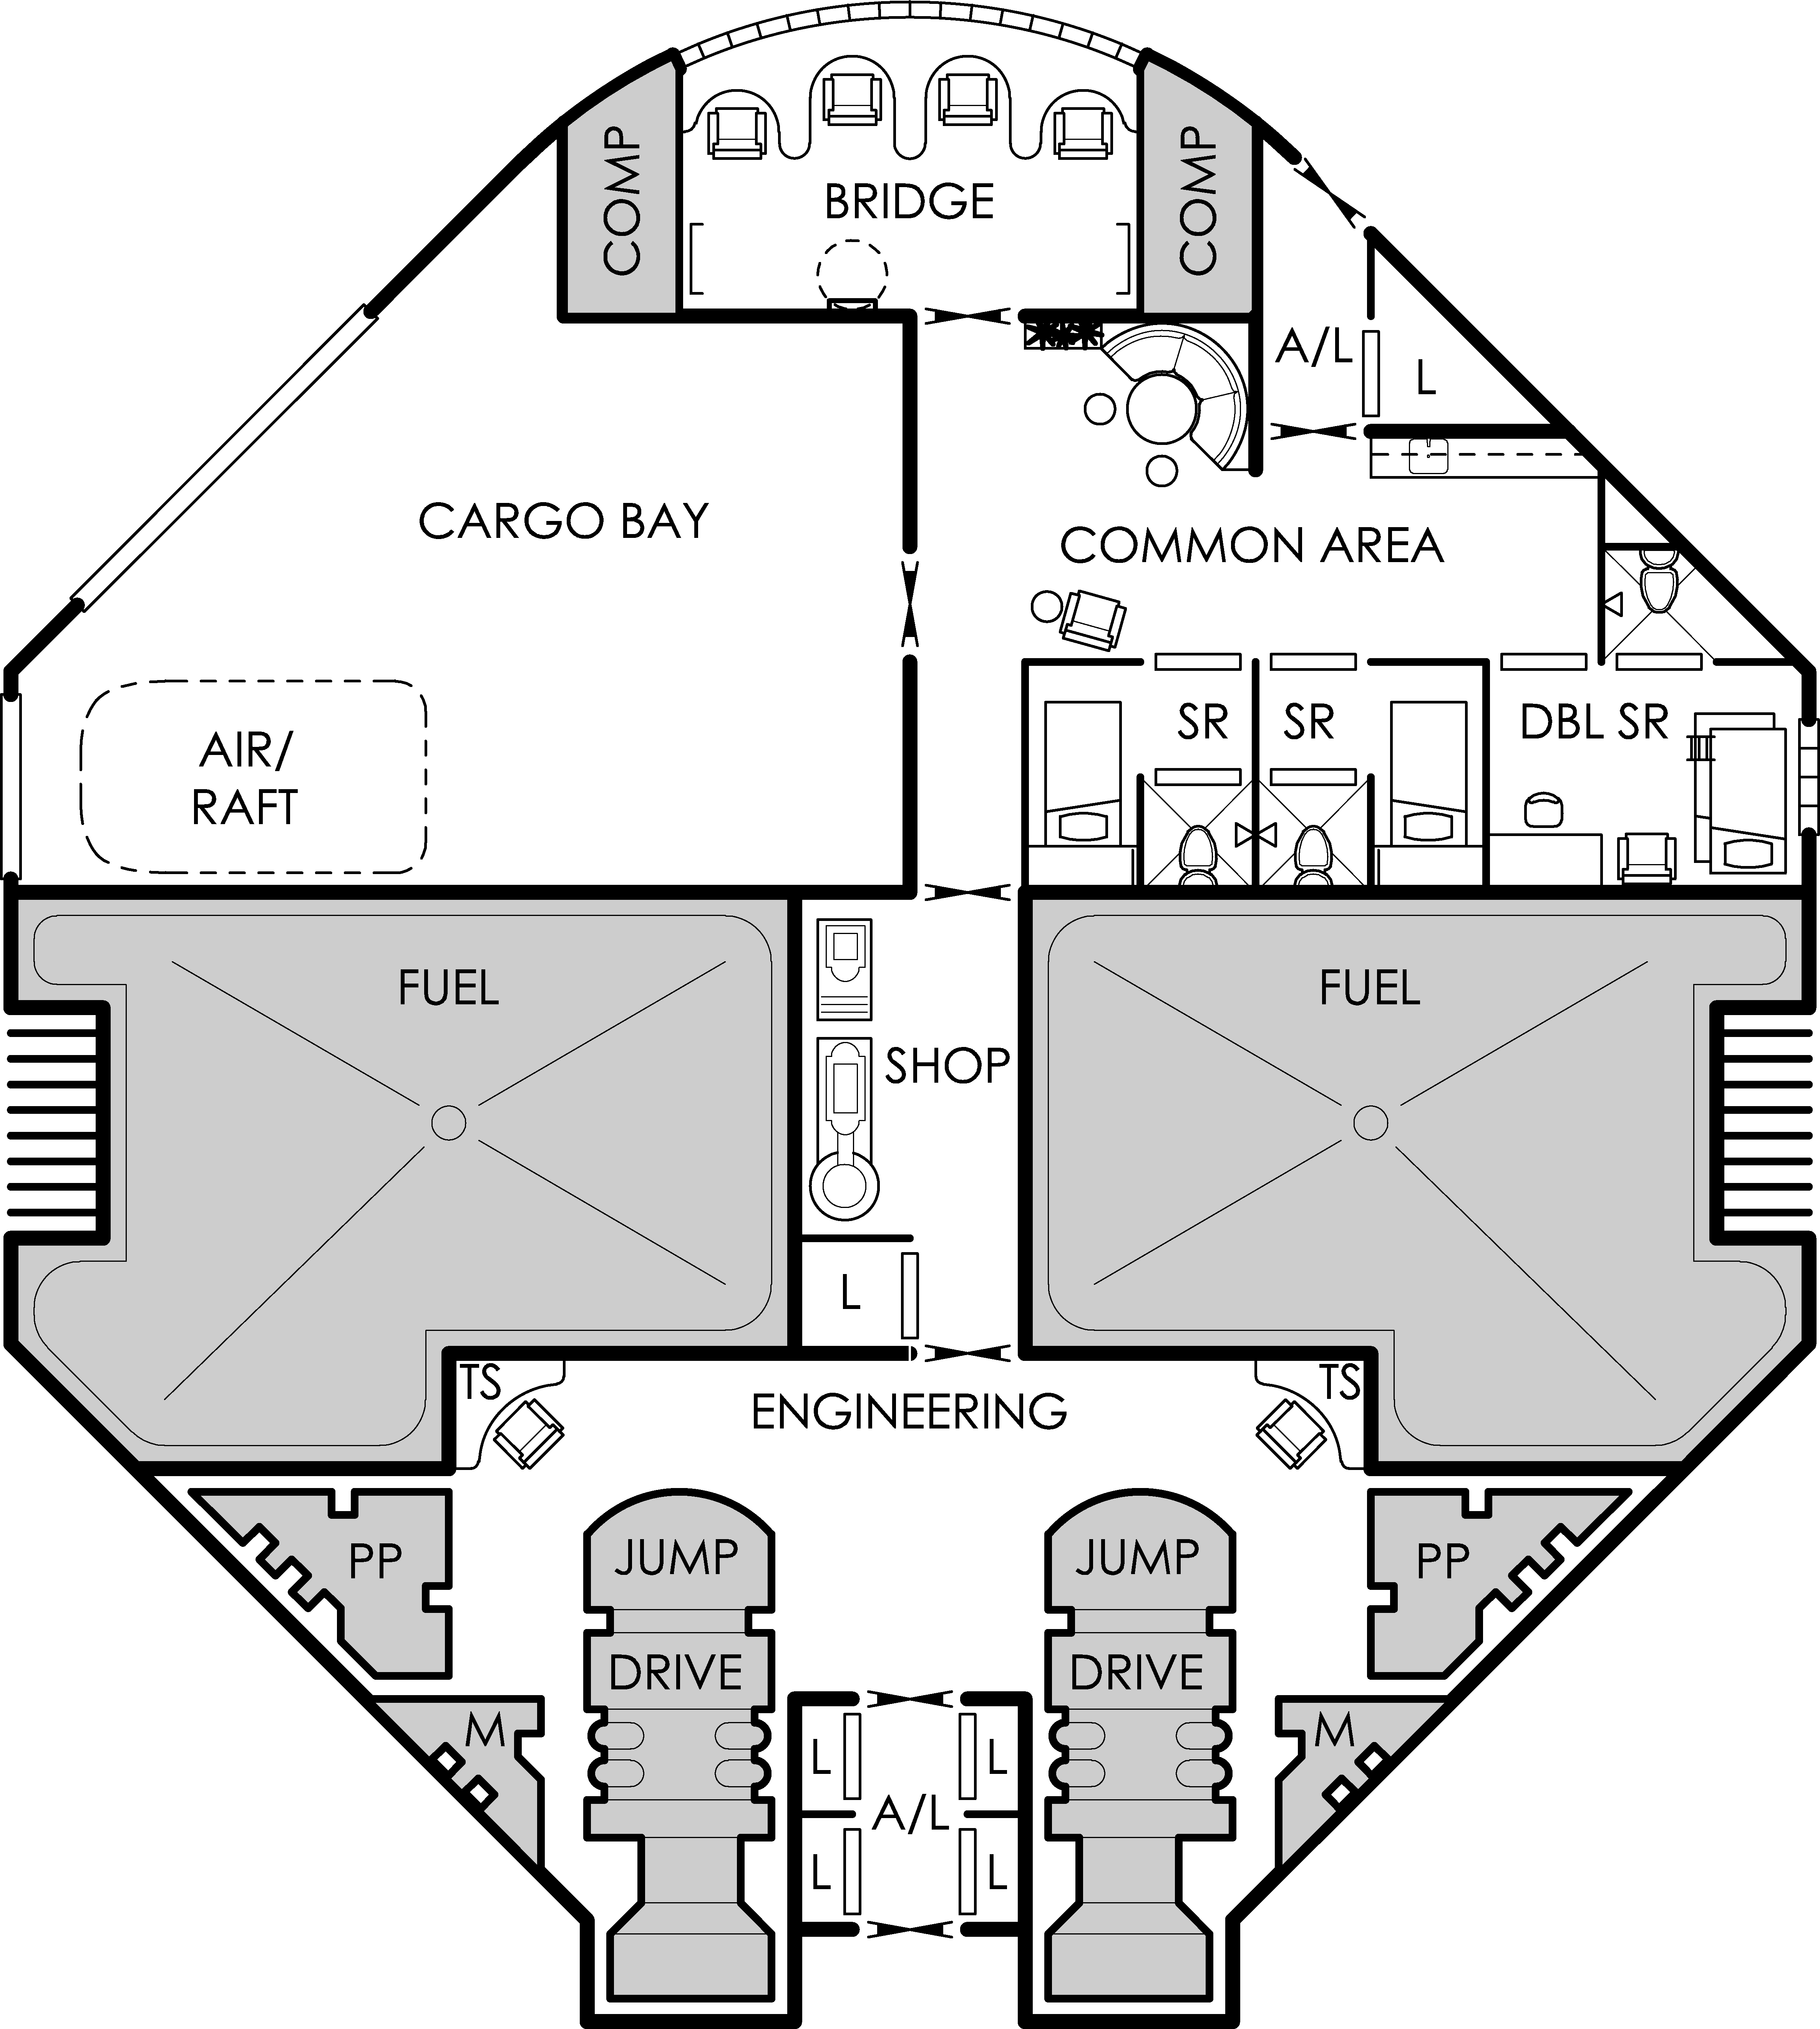 COMP
BRIDGE
COMP
A/L
L
CARGO BAY
COMMON AREA
AIR/
RAFT
SR
SR
DBL SR
FUEL
FUEL
SHOP
L
TS
ENGINEERING
TS
PP
JUMP
DRIVE
JUMP
DRIVE
PP
M
M
L
L
A/L
L
L